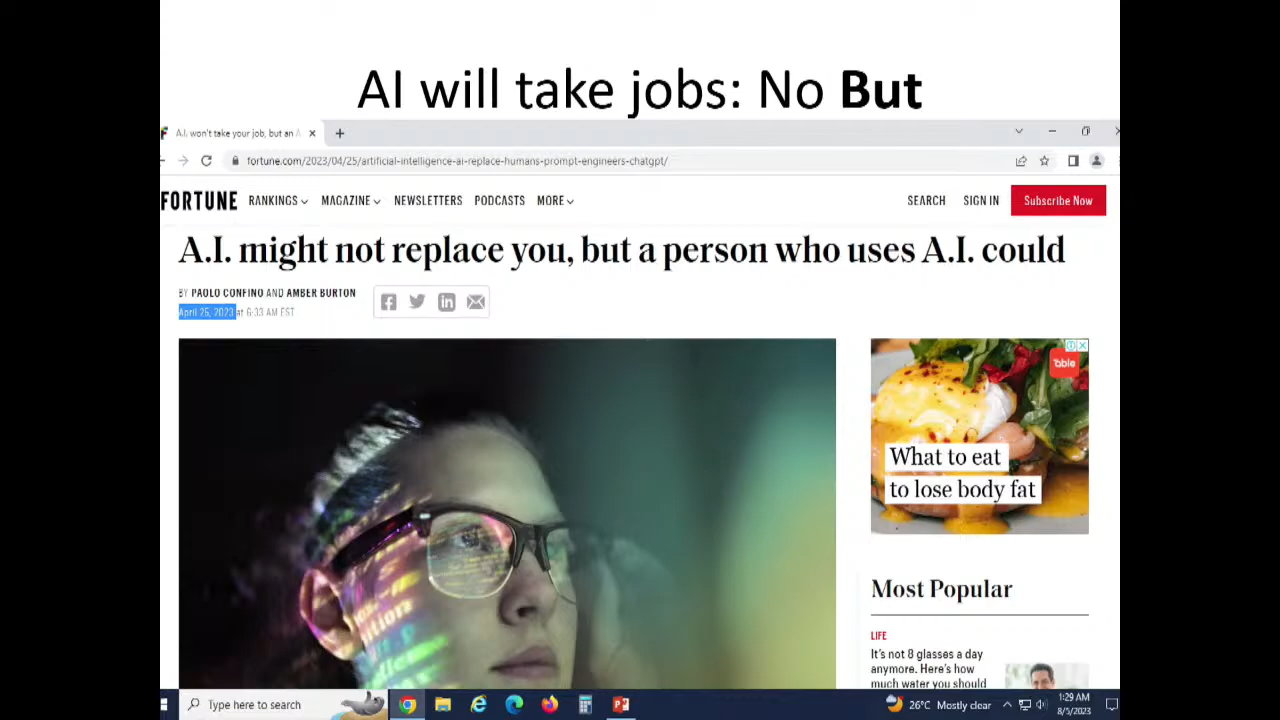 AI will take jobs: No But
A.I. won't take your job, but an A
fortune.com/2023/04/25/artificial-intelligence-ai-replace-humans-prompt-engineers-chatgpt/
FORTUNE RANKINGS MAGAZINE NEWSLETTERS PODCASTS MORE SEARCH SIGN IN Subscribe Now
A.I. might not replace you, but a person who uses A.I. could
BY PAOLO CONFINO AND AMBER BURTON
April 25, 2023 at 6:33 AM EST
able
What to eat
to lose body fat
Most Popular
LIFE
It's not 8 glasses a day
anymore. Here's how
much water you should
Type here to search
26°C Mostly clear
1:29 AM
8/5/2023